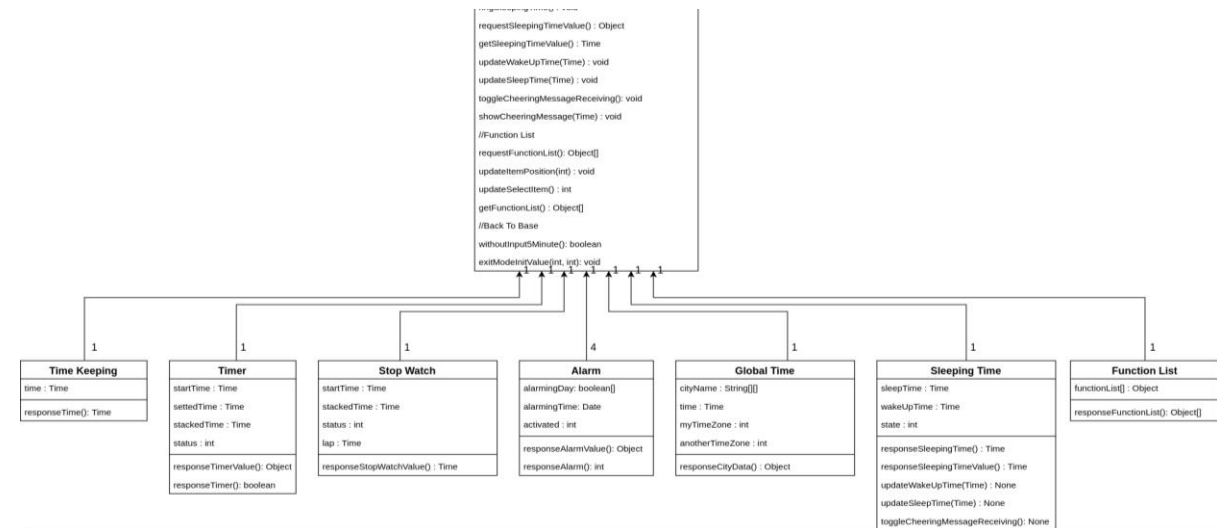 requestSleepingTimeValue() : Object
getSleepingTimeValue() : Time
updateWakeUpTime(Time) : void
updateSleepTime(Time) : void
toggleCheeringMessageReceiving(): void
showCheeringMessage(Time) : void
//Function List
requestFunctionList(): Object[]
updateItemPosition(int) : void
updateSelectItem() : int
getFunctionList() : Object[]
//Back To Base
withoutInput5Minute(): boolean
exitModeInitValue(int, int): void
1 1 1 1 1 1 1
1 1 1 4 1 1 1
Time Keeping
time : Time
responseTime(): Time
Timer
startTime : Time
settedTime : Time
stackedTime : Time
status : int
responseTimerValue(): Object
responseTimer(): boolean
Stop Watch
startTime : Time
stackedTime : Time
status : int
lap : Time
responseStopWatchValue() : Time
Alarm
alarmingDay: boolean[]
alarmingTime: Date
activated : int
responseAlarmValue(): Object
responseAlarm(): int
Global Time
cityName : String[][]
time : Time
myTimeZone : int
anotherTimeZone : int
responseCityData() : Object
Sleeping Time
sleepTime : Time
wakeUpTime : Time
state : int
responseSleepingTime() : Time
responseSleepingTimeValue() : Time
updateWakeUpTime(Time) : None
updateSleepTime(Time) : None
toggleCheeringMessageReceiving(): None
Function List
functionList[] : Object
responseFunctionList(): Object[]